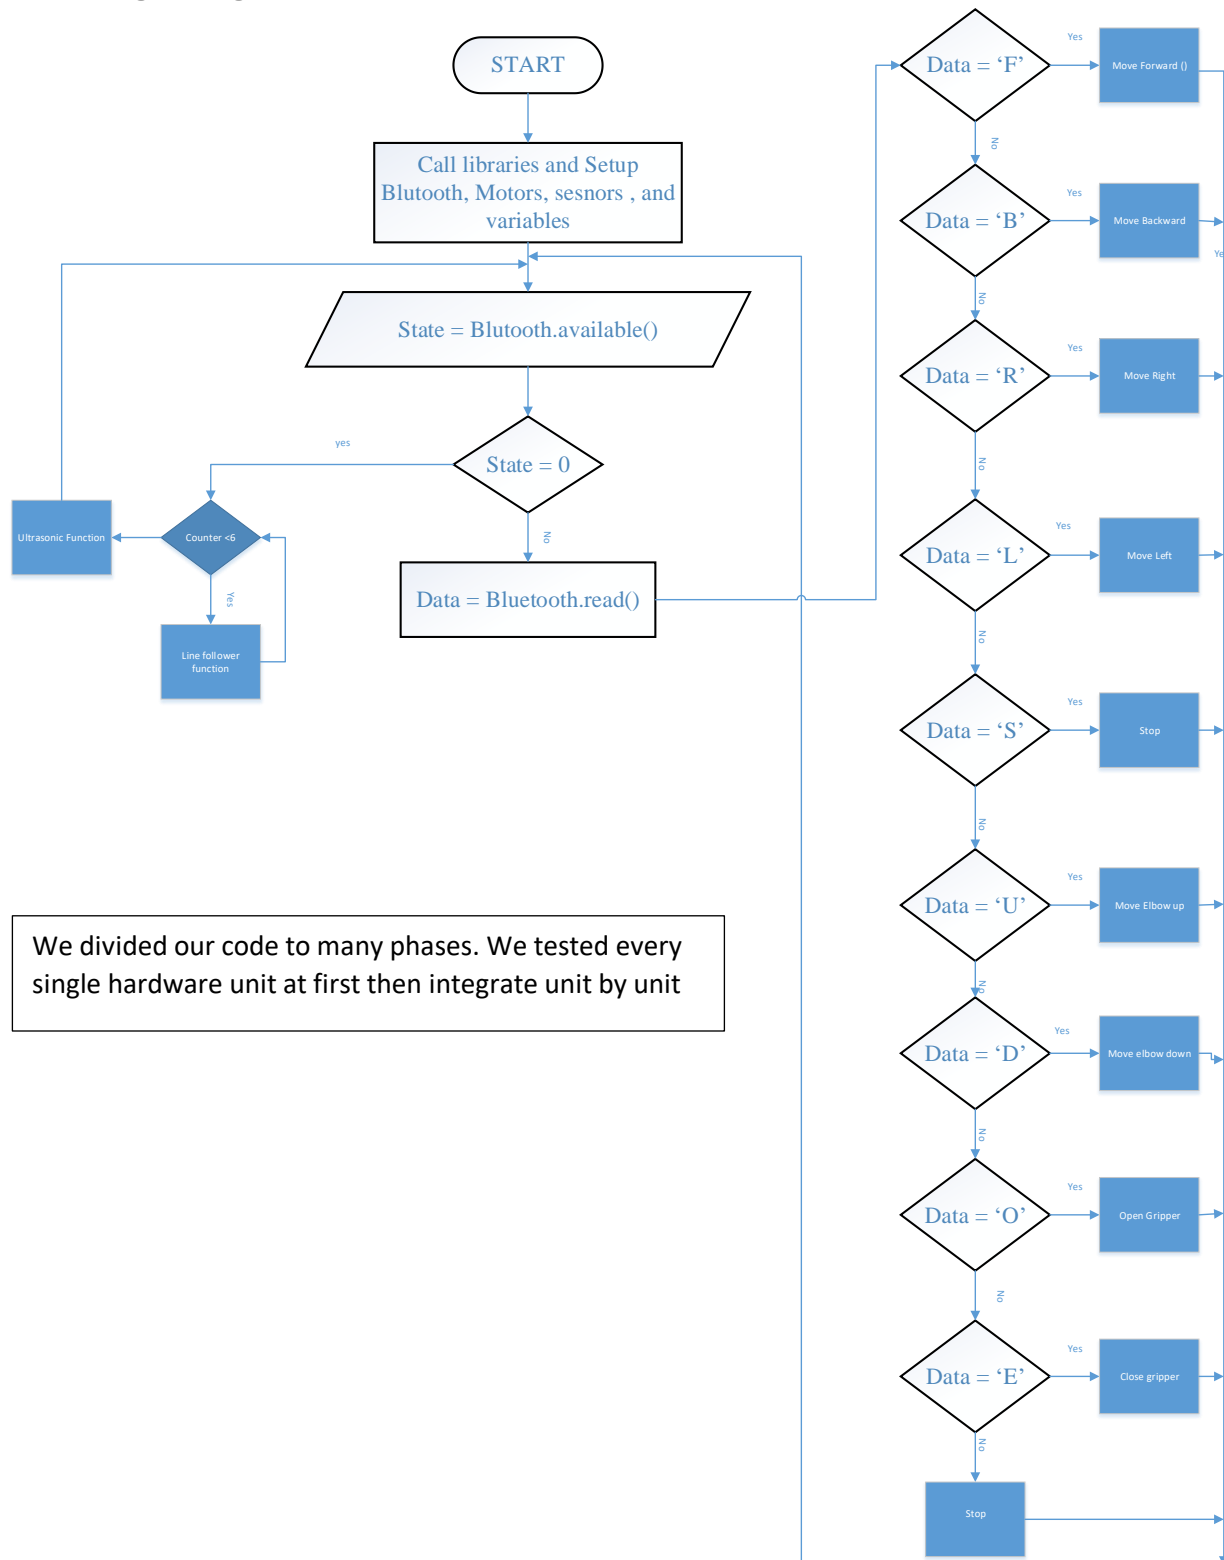 START
Call libraries and Setup
Blutooth, Motors, sesnors , and
variables
State = Blutooth.available()
State = 0
yes
No
Counter <6
Ultrasonic Function
Yes
Line follower
function
Data = Bluetooth.read()
We divided our code to many phases. We tested every
single hardware unit at first then integrate unit by unit
Data = ‘F’
Yes
Move Forward ()
No
Data = ‘B’
Yes
Move Backward
No
Data = ‘R’
Yes
Move Right
No
Data = ‘L’
Yes
Move Left
No
Data = ‘S’
Yes
Stop
No
Data = ‘U’
Yes
Move Elbow up
No
Data = ‘D’
Yes
Move elbow down
No
Data = ‘O’
Yes
Open Gripper
No
Data = ‘E’
Yes
Close gripper
No
Stop